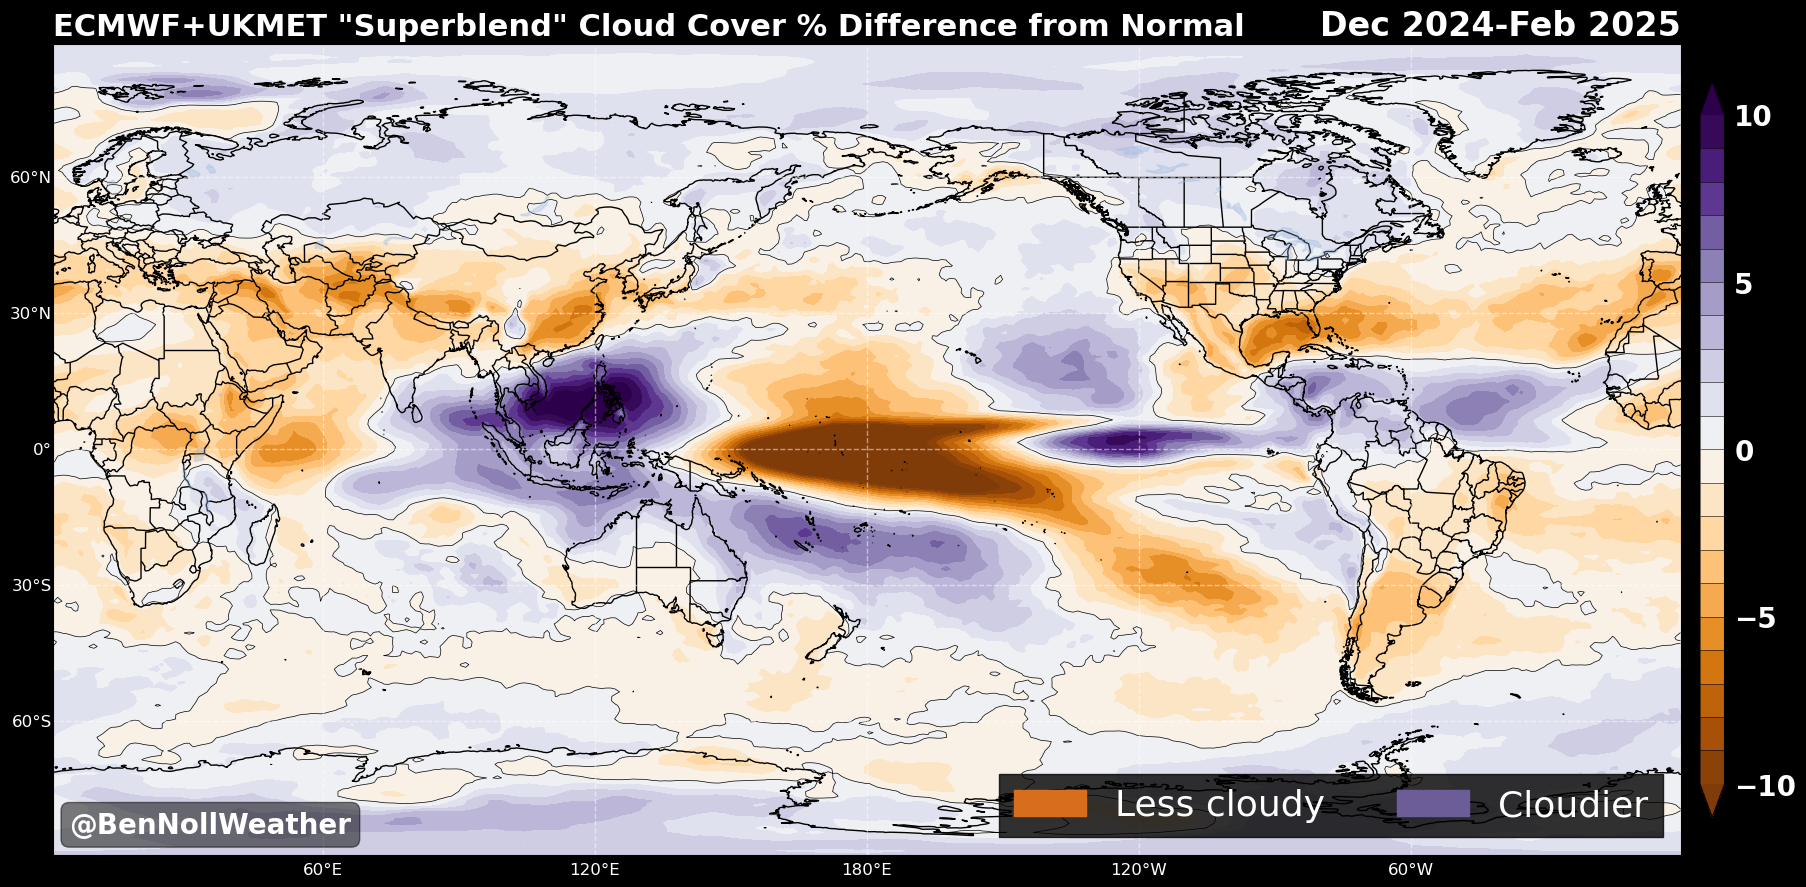 ECMWF+UKMET "Superblend" Cloud Cover % Difference from Normal
Dec 2024-Feb 2025
60°N
30°N
0°
30°S
60°S
60°E
120°E
180°E
120°W
60°W
10
5
0
−5
−10
Less cloudy
Cloudier
@BenNollWeather